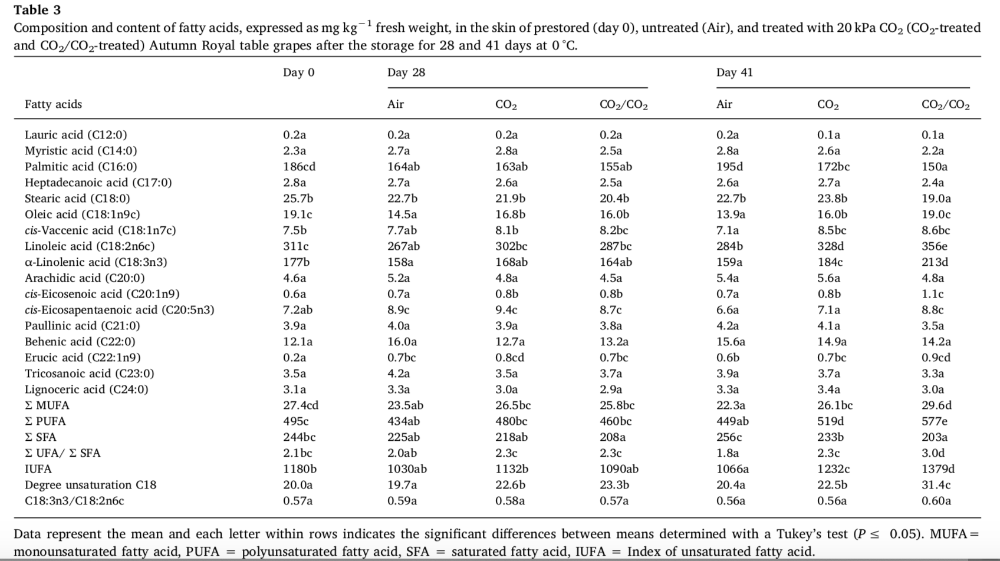 Table 3
Composition and content of fatty acids, expressed as mg kg⁻¹ fresh weight, in the skin of prestored (day 0), untreated (Air), and treated with 20 kPa CO₂ (CO₂-treated
and CO₂/CO₂-treated) Autumn Royal table grapes after the storage for 28 and 41 days at 0 °C.
Day 0 Day 28 Day 41
Fatty acids Air CO₂ CO₂/CO₂ Air CO₂ CO₂/CO₂
Lauric acid (C12:0) 0.2a 0.2a 0.2a 0.2a 0.2a 0.1a 0.1a
Myristic acid (C14:0) 2.3a 2.7a 2.8a 2.5a 2.8a 2.6a 2.2a
Palmitic acid (C16:0) 186cd 164ab 163ab 155ab 195d 172bc 150a
Heptadecanoic acid (C17:0) 2.8a 2.7a 2.6a 2.5a 2.6a 2.7a 2.4a
Stearic acid (C18:0) 25.7b 22.7b 21.9b 20.4b 22.7b 23.8b 19.0a
Oleic acid (C18:1n9c) 19.1c 14.5a 16.8b 16.0b 13.9a 16.0b 19.0c
cis-Vaccenic acid (C18:1n7c) 7.5b 7.7ab 8.1b 8.2bc 7.1a 8.5bc 8.6bc
Linoleic acid (C18:2n6c) 311c 267ab 302bc 287bc 284b 328d 356e
α-Linolenic acid (C18:3n3) 177b 158a 168ab 164ab 159a 184c 213d
Arachidic acid (C20:0) 4.6a 5.2a 4.8a 4.5a 5.4a 5.6a 4.8a
cis-Eicosenoic acid (C20:1n9) 0.6a 0.7a 0.8b 0.8b 0.7a 0.8b 1.1c
cis-Eicosapentaenoic acid (C20:5n3) 7.2ab 8.9c 9.4c 8.7c 6.6a 7.1a 8.8c
Paullinic acid (C21:0) 3.9a 4.0a 3.9a 3.8a 4.2a 4.1a 3.5a
Behenic acid (C22:0) 12.1a 16.0a 12.7a 13.2a 15.6a 14.9a 14.2a
Erucic acid (C22:1n9) 0.2a 0.7bc 0.8cd 0.7bc 0.6b 0.7bc 0.9cd
Tricosanoic acid (C23:0) 3.5a 4.2a 3.5a 3.7a 3.9a 3.7a 3.3a
Lignoceric acid (C24:0) 3.1a 3.3a 3.0a 2.9a 3.3a 3.4a 3.0a
Σ MUFA 27.4cd 23.5ab 26.5bc 25.8bc 22.3a 26.1bc 29.6d
Σ PUFA 495c 434ab 480bc 460bc 449ab 519d 577e
Σ SFA 244bc 225ab 218ab 208a 256c 233b 203a
Σ UFA/ Σ SFA 2.1bc 2.0ab 2.3c 2.3c 1.8a 2.3c 3.0d
IUFA 1180b 1030ab 1132b 1090ab 1066a 1232c 1379d
Degree unsaturation C18 20.0a 19.7a 22.6b 23.3b 20.4a 22.5b 31.4c
C18:3n3/C18:2n6c 0.57a 0.59a 0.58a 0.57a 0.56a 0.56a 0.60a
Data represent the mean and each letter within rows indicates the significant differences between means determined with a Tukey's test (P ≤ 0.05). MUFA =
monounsaturated fatty acid, PUFA = polyunsaturated fatty acid, SFA = saturated fatty acid, IUFA = Index of unsaturated fatty acid.